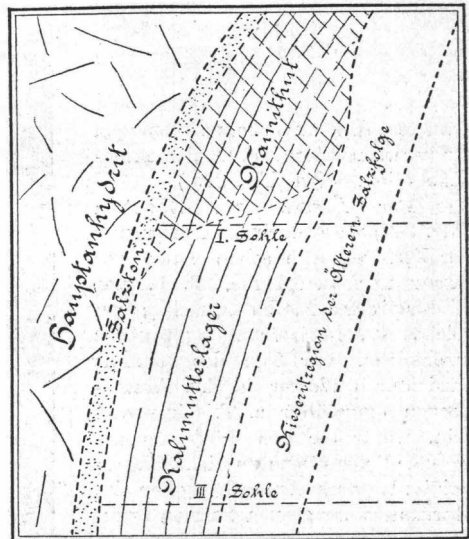 Hauptanhydrit
Salzton
Kainithut
I. Sohle
Kalimutterlager
Kieseritregion der Älteren Salzfolge
III Sohle